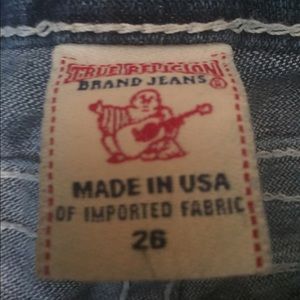 TRUE RELIGION
BRAND JEANS ®
MADE IN USA
OF IMPORTED FABRIC
26